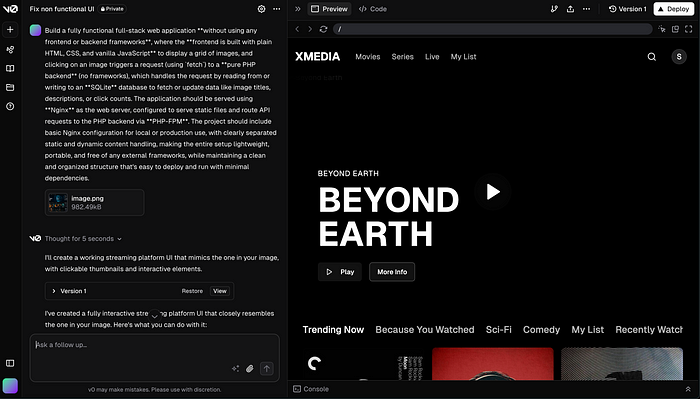 v0
Fix non functional UI
Private
Build a fully functional full-stack web application **without using any
frontend or backend frameworks**, where the **frontend is built with plain
HTML, CSS, and vanilla JavaScript** to display a grid of images, and
clicking on an image triggers a request (using `fetch`) to a **pure PHP
backend** (no frameworks), which handles the request by reading from or
writing to an **SQLite** database to fetch or update data like image titles,
descriptions, or click counts. The application should be served using
**Nginx** as the web server, configured to serve static files and route API
requests to the PHP backend via **PHP-FPM**. The project should include
basic Nginx configuration for local or production use, with clearly separated
static and dynamic content handling, making the entire setup lightweight,
portable, and free of any external frameworks, while maintaining a clean
and organized structure that's easy to deploy and run with minimal
dependencies.
image.png
982.49kB
v0 Thought for 5 seconds
I'll create a working streaming platform UI that mimics the one in your image,
with clickable thumbnails and interactive elements.
Version 1 Restore View
I've created a fully interactive stre ng platform UI that closely resembles
the one in your image. Here's what you can do with it:
Ask a follow up...
v0 may make mistakes. Please use with discretion.
Preview Code Version 1 Deploy
/
XMEDIA Movies Series Live My List S
BEYOND EARTH
BEYOND
EARTH
Play More Info
Trending Now Because You Watched Sci-Fi Comedy My List Recently Watch
Console